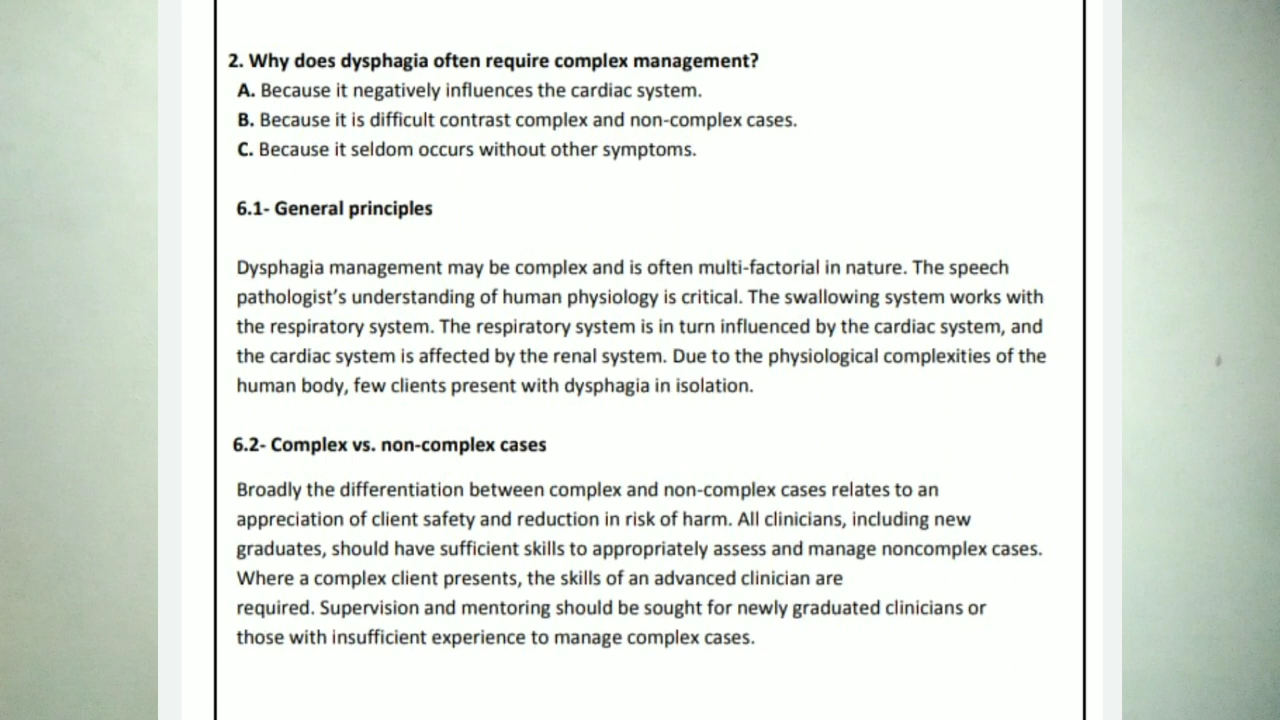 2. Why does dysphagia often require complex management?
A. Because it negatively influences the cardiac system.
B. Because it is difficult contrast complex and non-complex cases.
C. Because it seldom occurs without other symptoms.
6.1- General principles
Dysphagia management may be complex and is often multi-factorial in nature. The speech
pathologist’s understanding of human physiology is critical. The swallowing system works with
the respiratory system. The respiratory system is in turn influenced by the cardiac system, and
the cardiac system is affected by the renal system. Due to the physiological complexities of the
human body, few clients present with dysphagia in isolation.
6.2- Complex vs. non-complex cases
Broadly the differentiation between complex and non-complex cases relates to an
appreciation of client safety and reduction in risk of harm. All clinicians, including new
graduates, should have sufficient skills to appropriately assess and manage noncomplex cases.
Where a complex client presents, the skills of an advanced clinician are
required. Supervision and mentoring should be sought for newly graduated clinicians or
those with insufficient experience to manage complex cases.